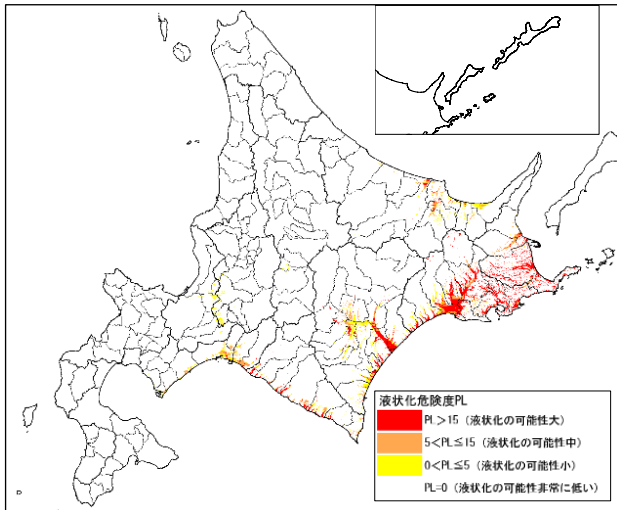 液状化危険度PL
PL＞15（液状化の可能性大）
5＜PL≦15（液状化の可能性中）
0＜PL≦5（液状化の可能性小）
PL=0（液状化の可能性非常に低い）